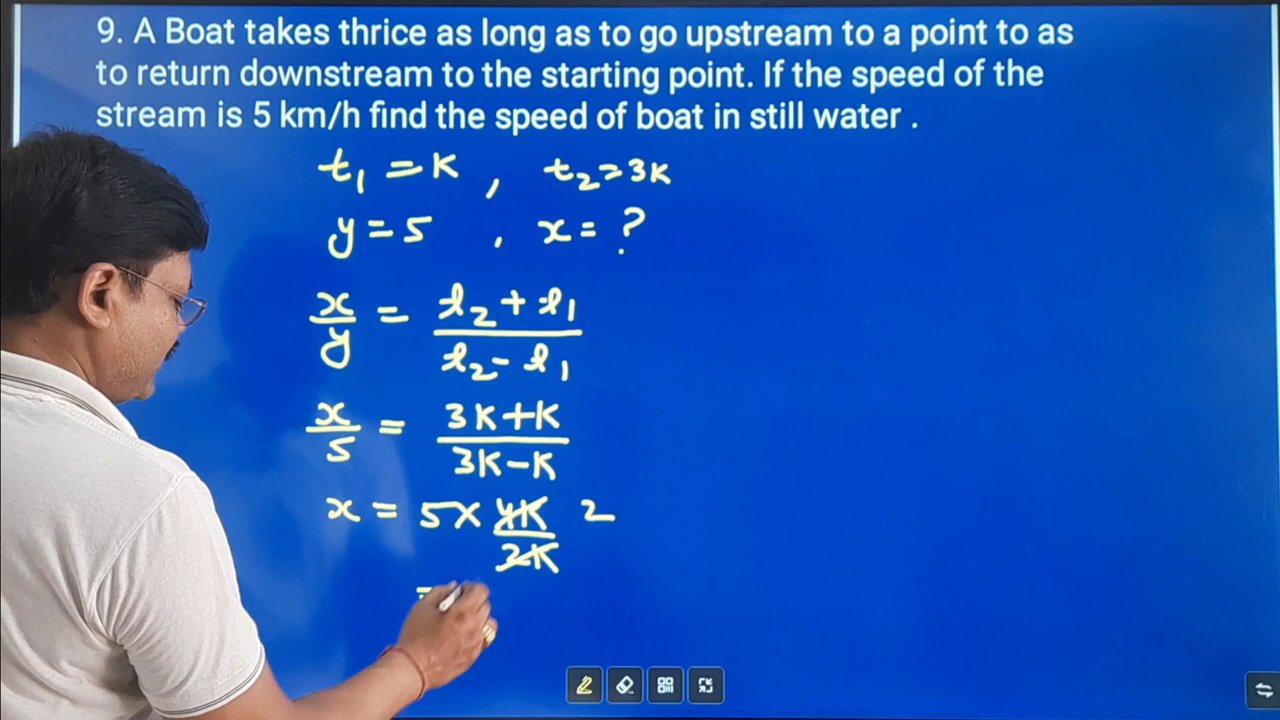 9. A Boat takes thrice as long as to go upstream to a point to as
to return downstream to the starting point. If the speed of the
stream is 5 km/h find the speed of boat in still water .
t₁ = K , t₂ = 3K
y = 5 , x = ?
x/y = (t₂ + t₁)/(t₂ - t₁)
x/5 = (3K+K)/(3K-K)
x = 5 × 4K/2K 2
=